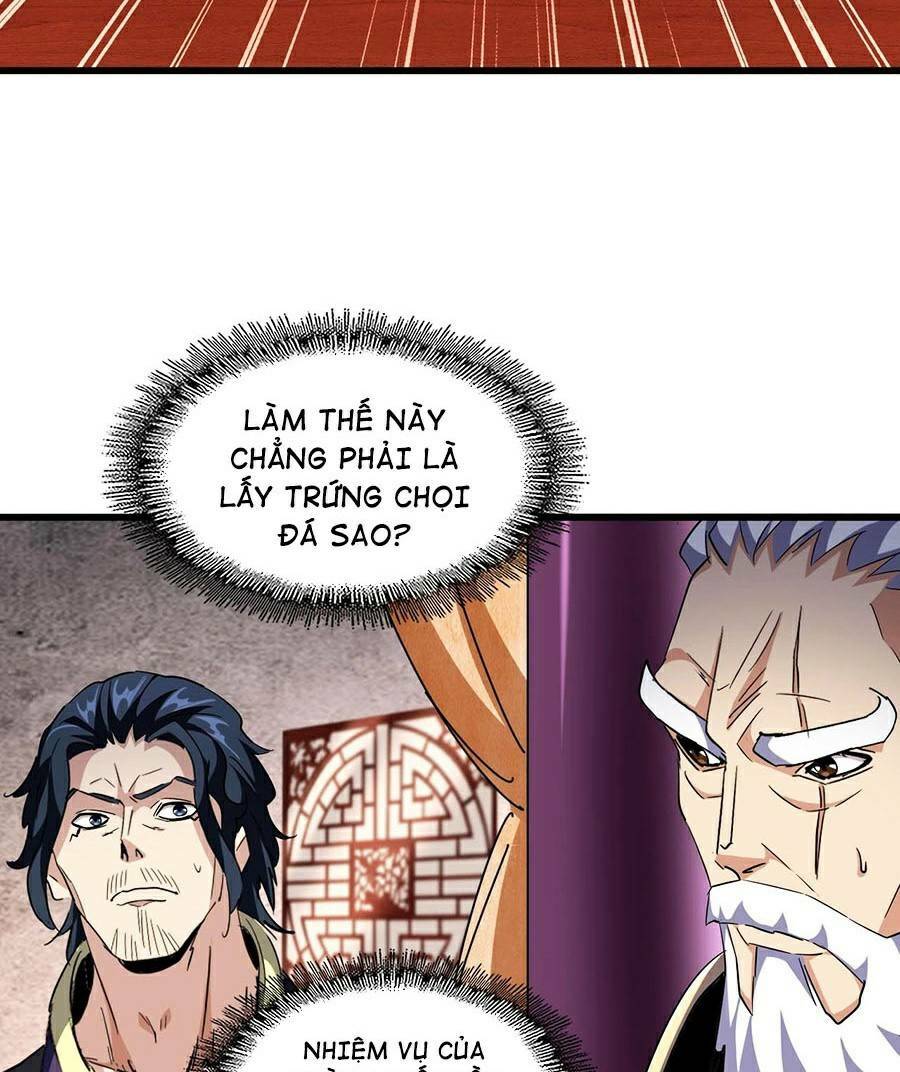 LÀM THẾ NÀY
CHẲNG PHẢI LÀ
LẤY TRỨNG CHỌI
ĐÁ SAO?
NHIỆM VỤ CỦA